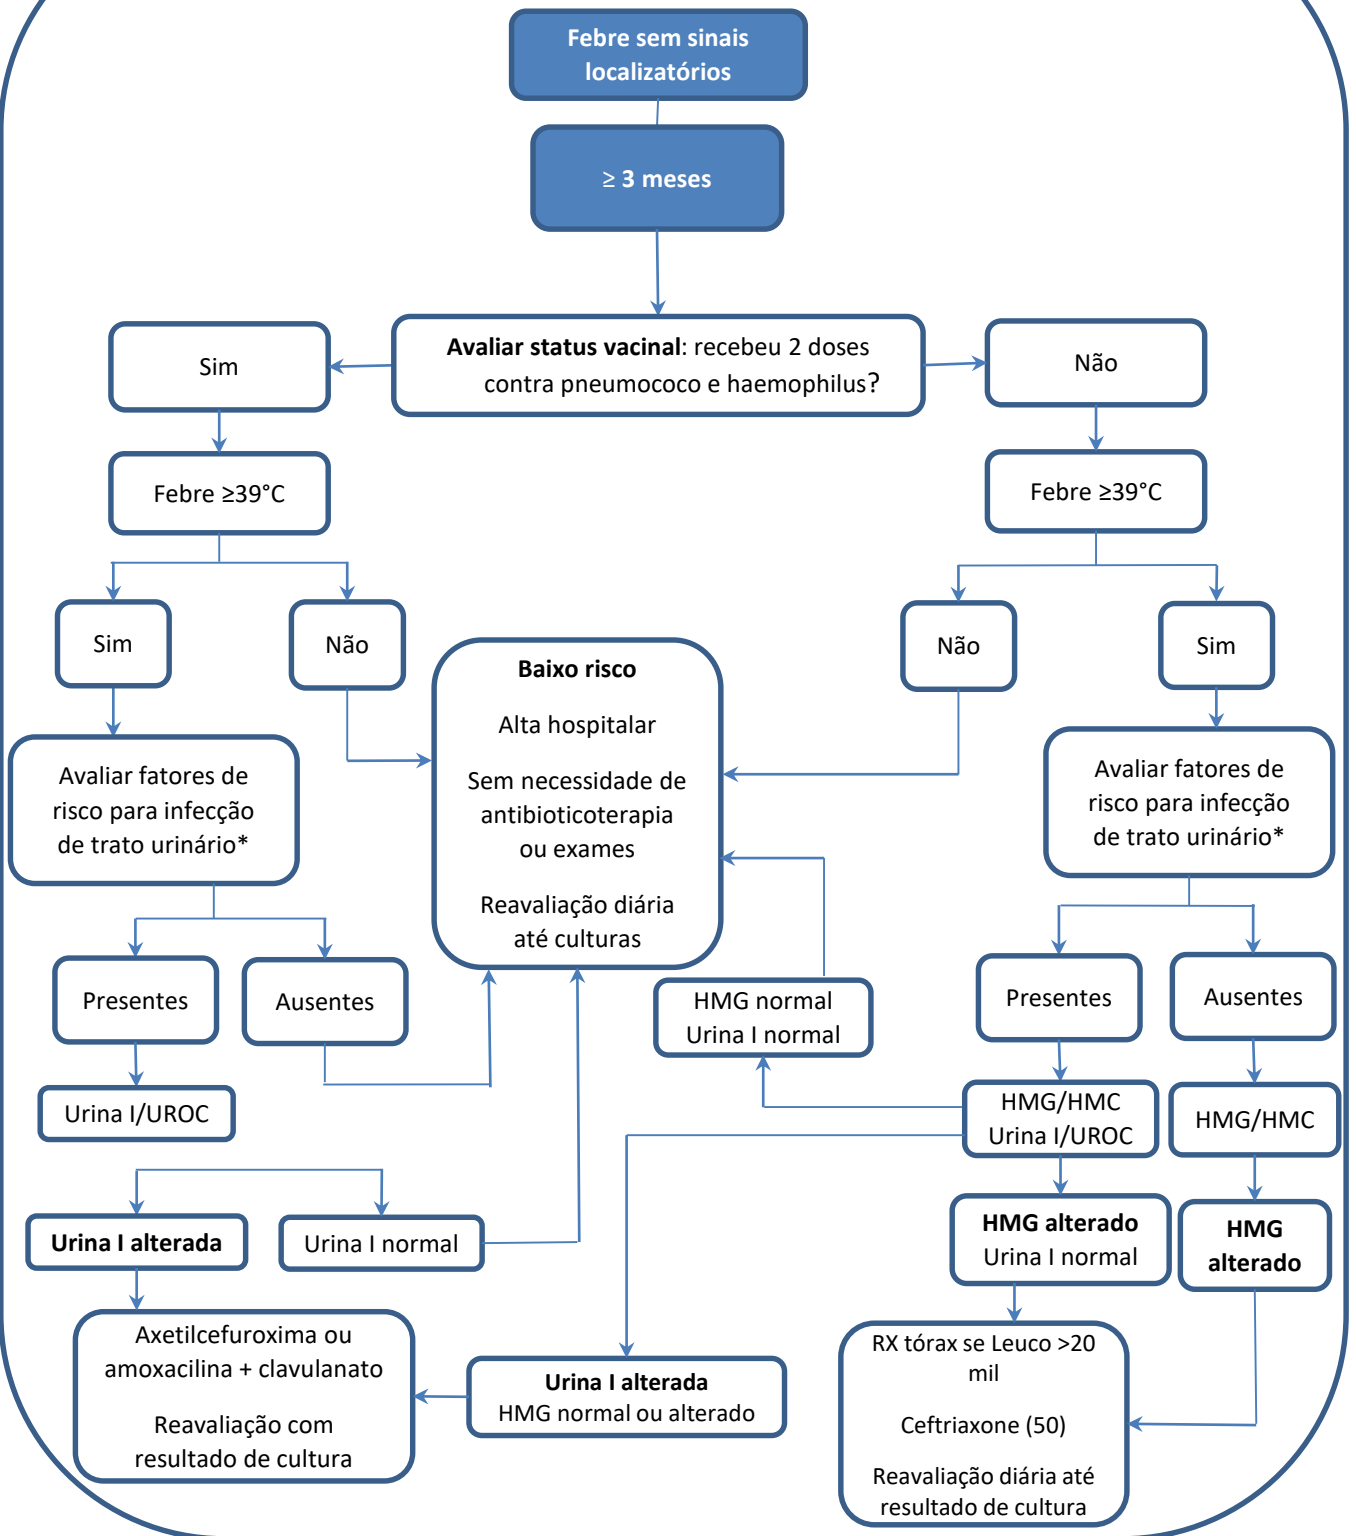 Febre sem sinais
localizatórios
≥ 3 meses
Avaliar status vacinal: recebeu 2 doses
contra pneumococo e haemophilus?
Sim
Não
Febre ≥39°C
Febre ≥39°C
Sim
Não
Não
Sim
Baixo risco
Alta hospitalar
Sem necessidade de
antibioticoterapia
ou exames
Reavaliação diária
até culturas
Avaliar fatores de
risco para infecção
de trato urinário*
Avaliar fatores de
risco para infecção
de trato urinário*
Presentes
Ausentes
HMG normal
Urina I normal
Presentes
Ausentes
Urina I/UROC
HMG/HMC
Urina I/UROC
HMG/HMC
Urina I alterada
Urina I normal
HMG alterado
Urina I normal
HMG
alterado
Axetilcefuroxima ou
amoxacilina + clavulanato
Reavaliação com
resultado de cultura
Urina I alterada
HMG normal ou alterado
RX tórax se Leuco >20
mil
Ceftriaxone (50)
Reavaliação diária até
resultado de cultura